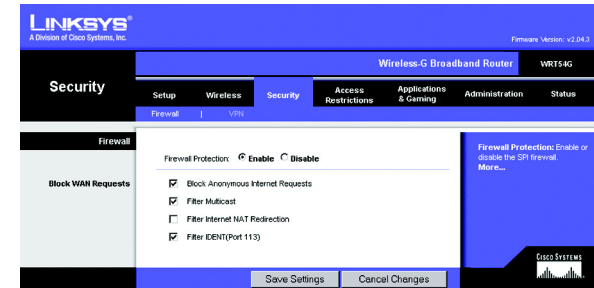 LINKSYS®
A Division of Cisco Systems, Inc.
Firmware Version: v2.04.3
Wireless-G Broadband Router WRT54G
Security
Setup Wireless Security Access Restrictions Applications & Gaming Administration Status
Firewall | VPN
Firewall
Firewall Protection: Enable Disable
Block WAN Requests
Block Anonymous Internet Requests
Filter Multicast
Filter Internet NAT Redirection
Filter IDENT(Port 113)
Firewall Protection: Enable or
disable the SPI firewall.
More...
CISCO SYSTEMS
Save Settings Cancel Changes